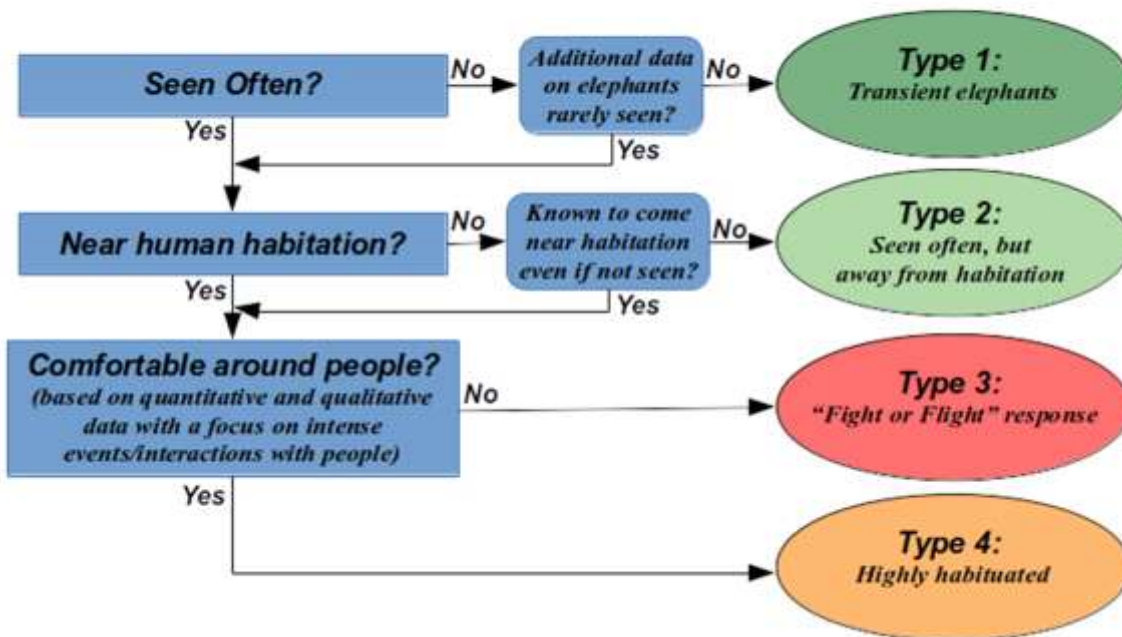 Seen Often?
No
Additional data
on elephants
rarely seen?
No
Type 1:
Transient elephants
Yes
Yes
Near human habitation?
No
Known to come
near habitation
even if not seen?
No
Type 2:
Seen often, but
away from habitation
Yes
Yes
Comfortable around people?
(based on quantitative and qualitative
data with a focus on intense
events/interactions with people)
No
Type 3:
“Fight or Flight” response
Yes
Type 4:
Highly habituated